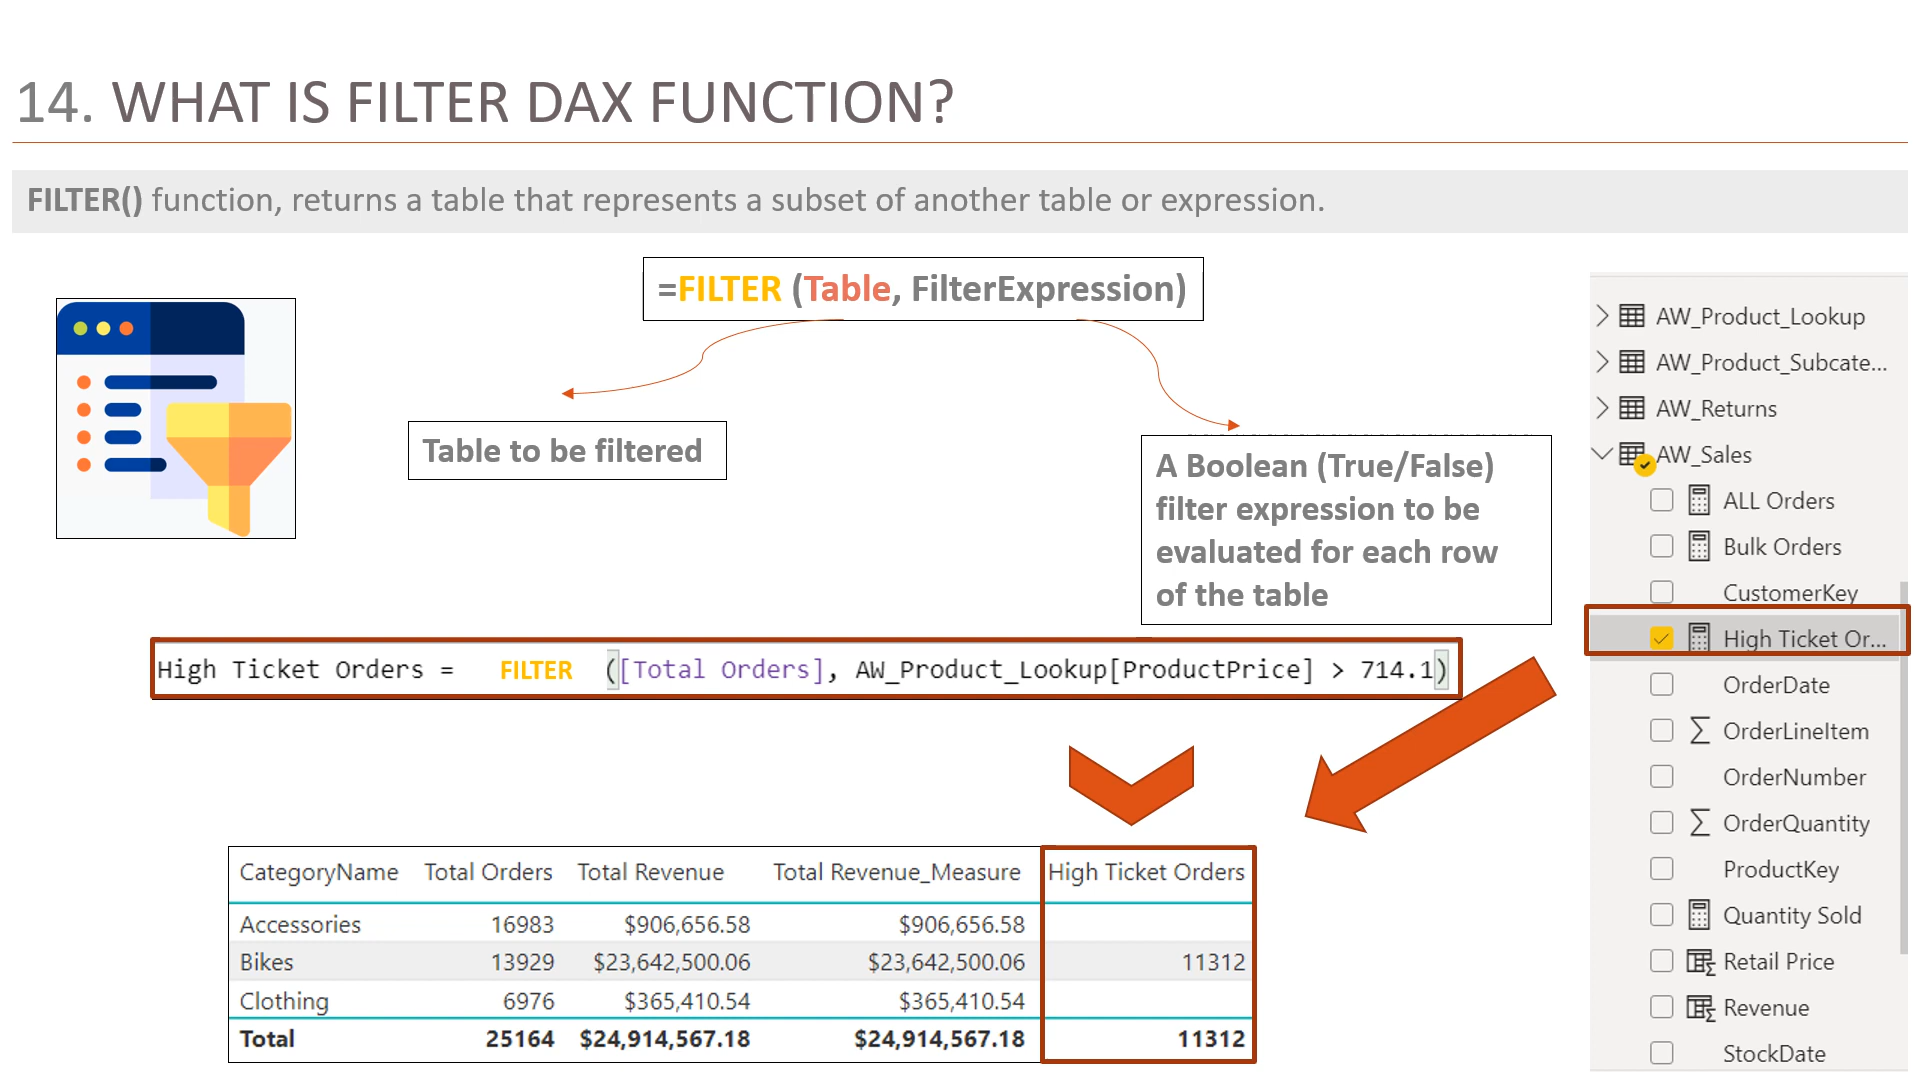 14. WHAT IS FILTER DAX FUNCTION?
FILTER() function, returns a table that represents a subset of another table or expression.
=FILTER (Table, FilterExpression)
Table to be filtered
A Boolean (True/False)
filter expression to be
evaluated for each row
of the table
High Ticket Orders = FILTER ([Total Orders], AW_Product_Lookup[ProductPrice] > 714.1)
CategoryName Total Orders Total Revenue Total Revenue_Measure High Ticket Orders
Accessories 16983 $906,656.58 $906,656.58
Bikes 13929 $23,642,500.06 $23,642,500.06 11312
Clothing 6976 $365,410.54 $365,410.54
Total 25164 $24,914,567.18 $24,914,567.18 11312
AW_Product_Lookup
AW_Product_Subcate...
AW_Returns
AW_Sales
ALL Orders
Bulk Orders
CustomerKey
High Ticket Or...
OrderDate
∑ OrderLineItem
OrderNumber
∑ OrderQuantity
ProductKey
Quantity Sold
Retail Price
Revenue
StockDate